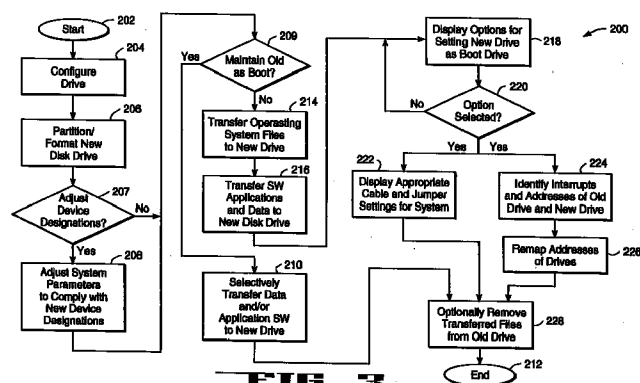 Start
202
204
Configure
Drive
206
Partition/
Format New
Disk Drive
207
Adjust
Device
Designations?
No
Yes
208
Adjust System
Parameters
to Comply with
New Device
Designations
209
Maintain Old
as Boot?
Yes
No
214
Transfer Operating
System Files
to New Drive
216
Transfer SW
Applications
and Data to
New Disk Drive
210
Selectively
Transfer Data
and/or
Application SW
to New Drive
Display Options for
Setting New Drive
as Boot Drive
218
200
220
Option
Selected?
No
Yes
Yes
222
Display Appropriate
Cable and Jumper
Settings for System
224
Identify Interrupts
and Addresses of Old
Drive and New Drive
Remap Addresses
of Drives
226
Optionally Remove
Transferred Files
from Old Drive
228
212
End